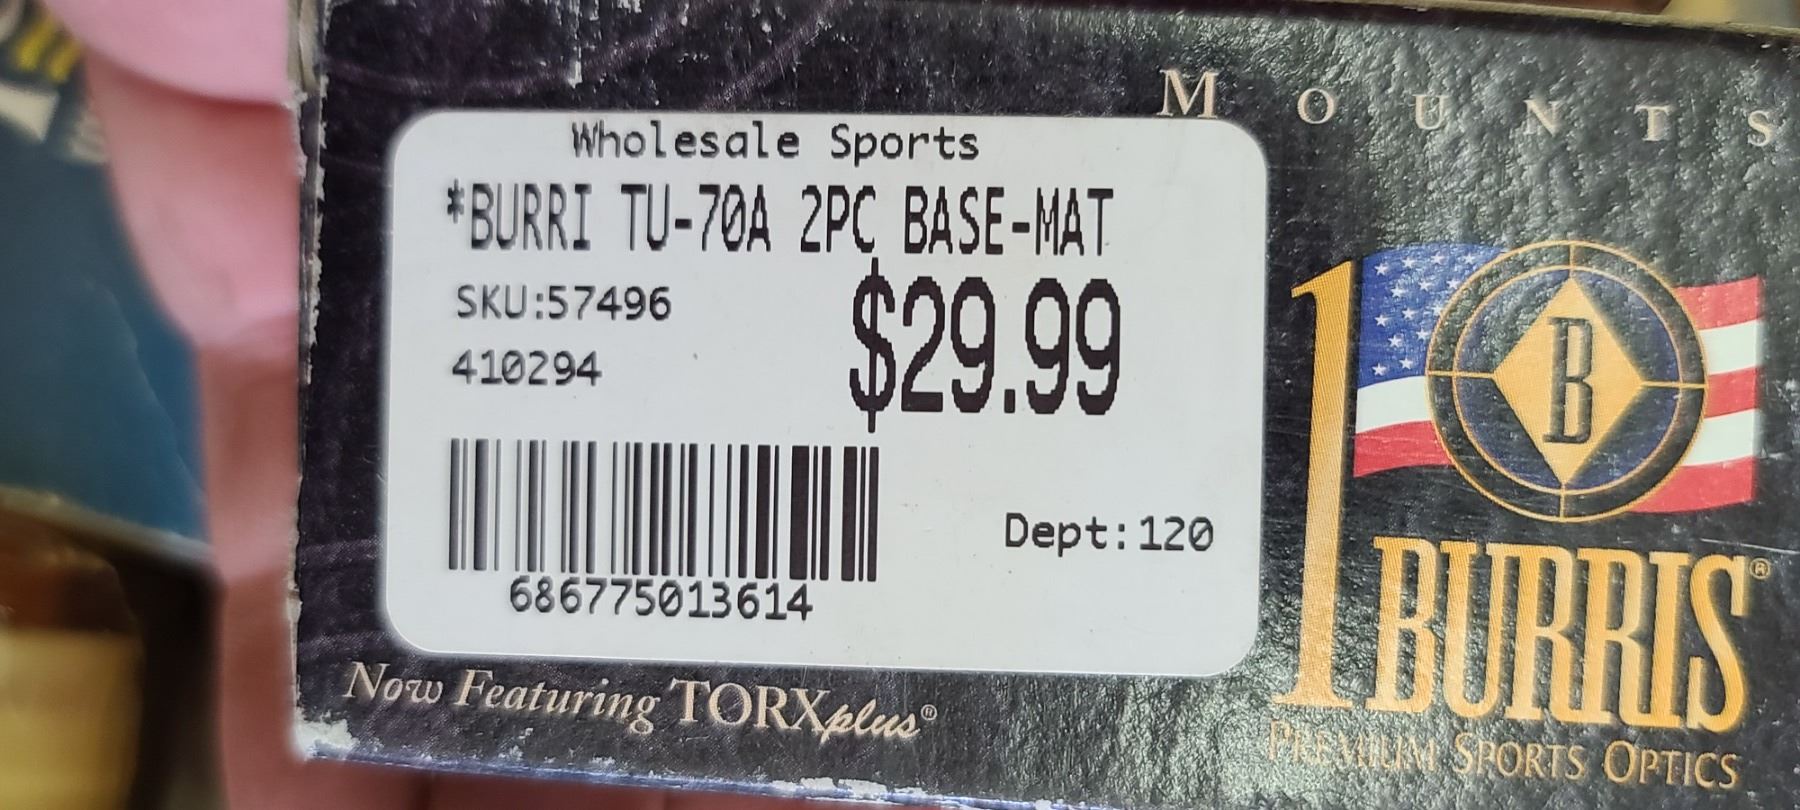 MOUNTS
Wholesale Sports
*BURRI TU-70A 2PC BASE-MAT
SKU:57496
$29.99
410294
Dept:120
686775013614
B
BURRIS®
PREMIUM SPORTS OPTICS
Now Featuring TORXplus®